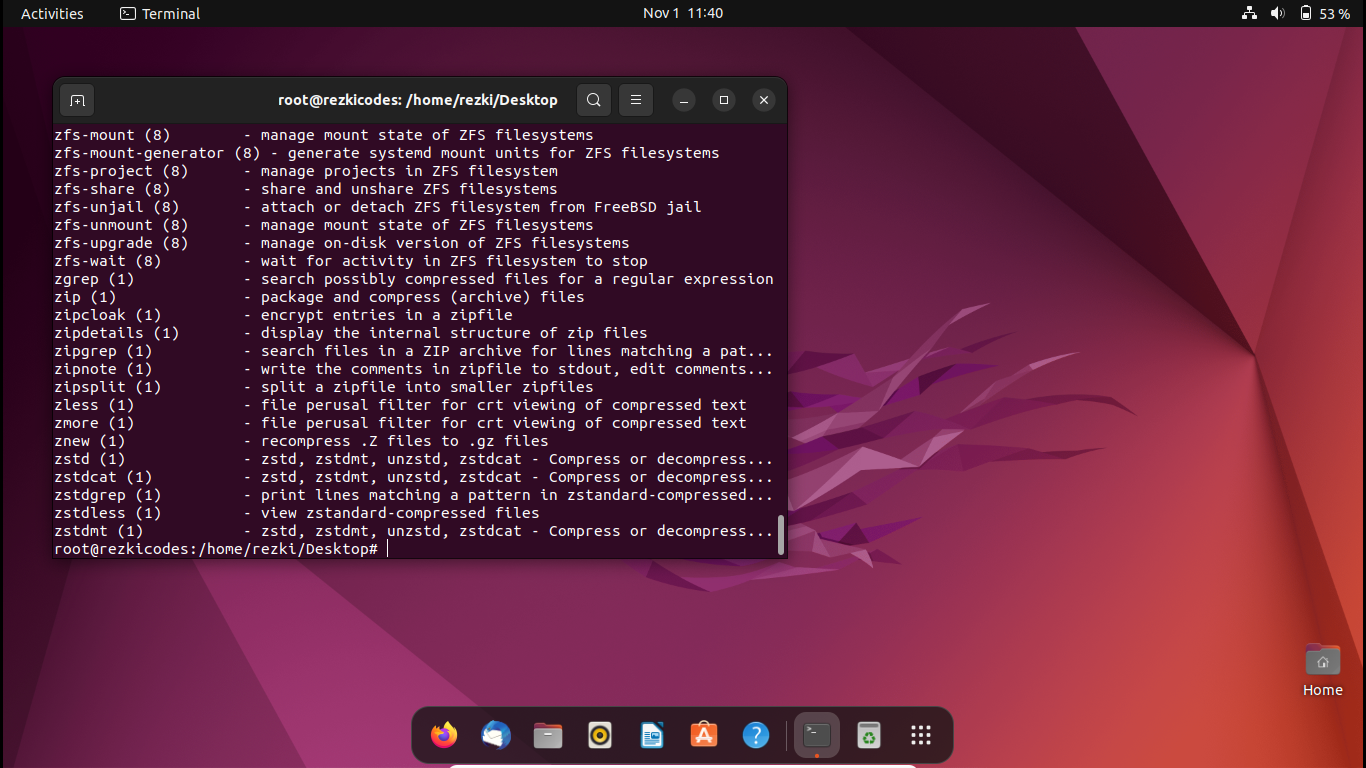 Activities Terminal Nov 1 11:40 53 %
root@rezkicodes: /home/rezki/Desktop
zfs-mount (8)        - manage mount state of ZFS filesystems
zfs-mount-generator (8) - generate systemd mount units for ZFS filesystems
zfs-project (8)      - manage projects in ZFS filesystem
zfs-share (8)        - share and unshare ZFS filesystems
zfs-unjail (8)       - attach or detach ZFS filesystem from FreeBSD jail
zfs-unmount (8)      - manage mount state of ZFS filesystems
zfs-upgrade (8)      - manage on-disk version of ZFS filesystems
zfs-wait (8)         - wait for activity in ZFS filesystem to stop
zgrep (1)            - search possibly compressed files for a regular expression
zip (1)              - package and compress (archive) files
zipcloak (1)         - encrypt entries in a zipfile
zipdetails (1)       - display the internal structure of zip files
zipgrep (1)          - search files in a ZIP archive for lines matching a pat...
zipnote (1)          - write the comments in zipfile to stdout, edit comments...
zipsplit (1)         - split a zipfile into smaller zipfiles
zless (1)            - file perusal filter for crt viewing of compressed text
zmore (1)            - file perusal filter for crt viewing of compressed text
znew (1)             - recompress .Z files to .gz files
zstd (1)             - zstd, zstdmt, unzstd, zstdcat - Compress or decompress...
zstdcat (1)          - zstd, zstdmt, unzstd, zstdcat - Compress or decompress...
zstdgrep (1)         - print lines matching a pattern in zstandard-compressed...
zstdless (1)         - view zstandard-compressed files
zstdmt (1)           - zstd, zstdmt, unzstd, zstdcat - Compress or decompress...
root@rezkicodes:/home/rezki/Desktop#
Home